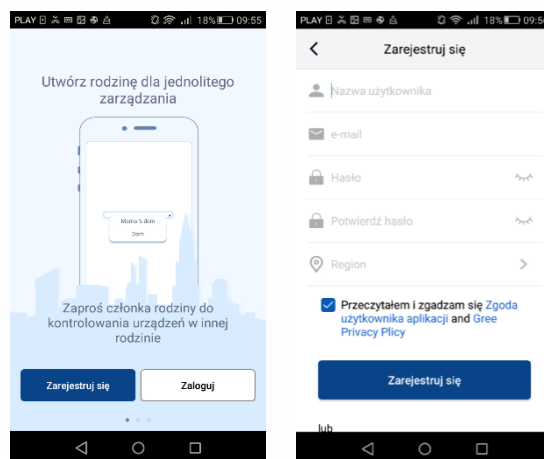 PLAY 18% 09:55
Utwórz rodzinę dla jednolitego
zarządzania
Mama 's dom
Dom
Zaproś członka rodziny do
kontrolowania urządzeń w innej
rodzinie
Zarejestruj się
Zaloguj
PLAY 18% 09:56
Zarejestruj się
Nazwa użytkownika
e-mail
Hasło
Potwierdź hasło
Region
Przeczytałem i zgadzam się Zgoda
użytkownika aplikacji and Gree
Privacy Plicy
Zarejestruj się
lub